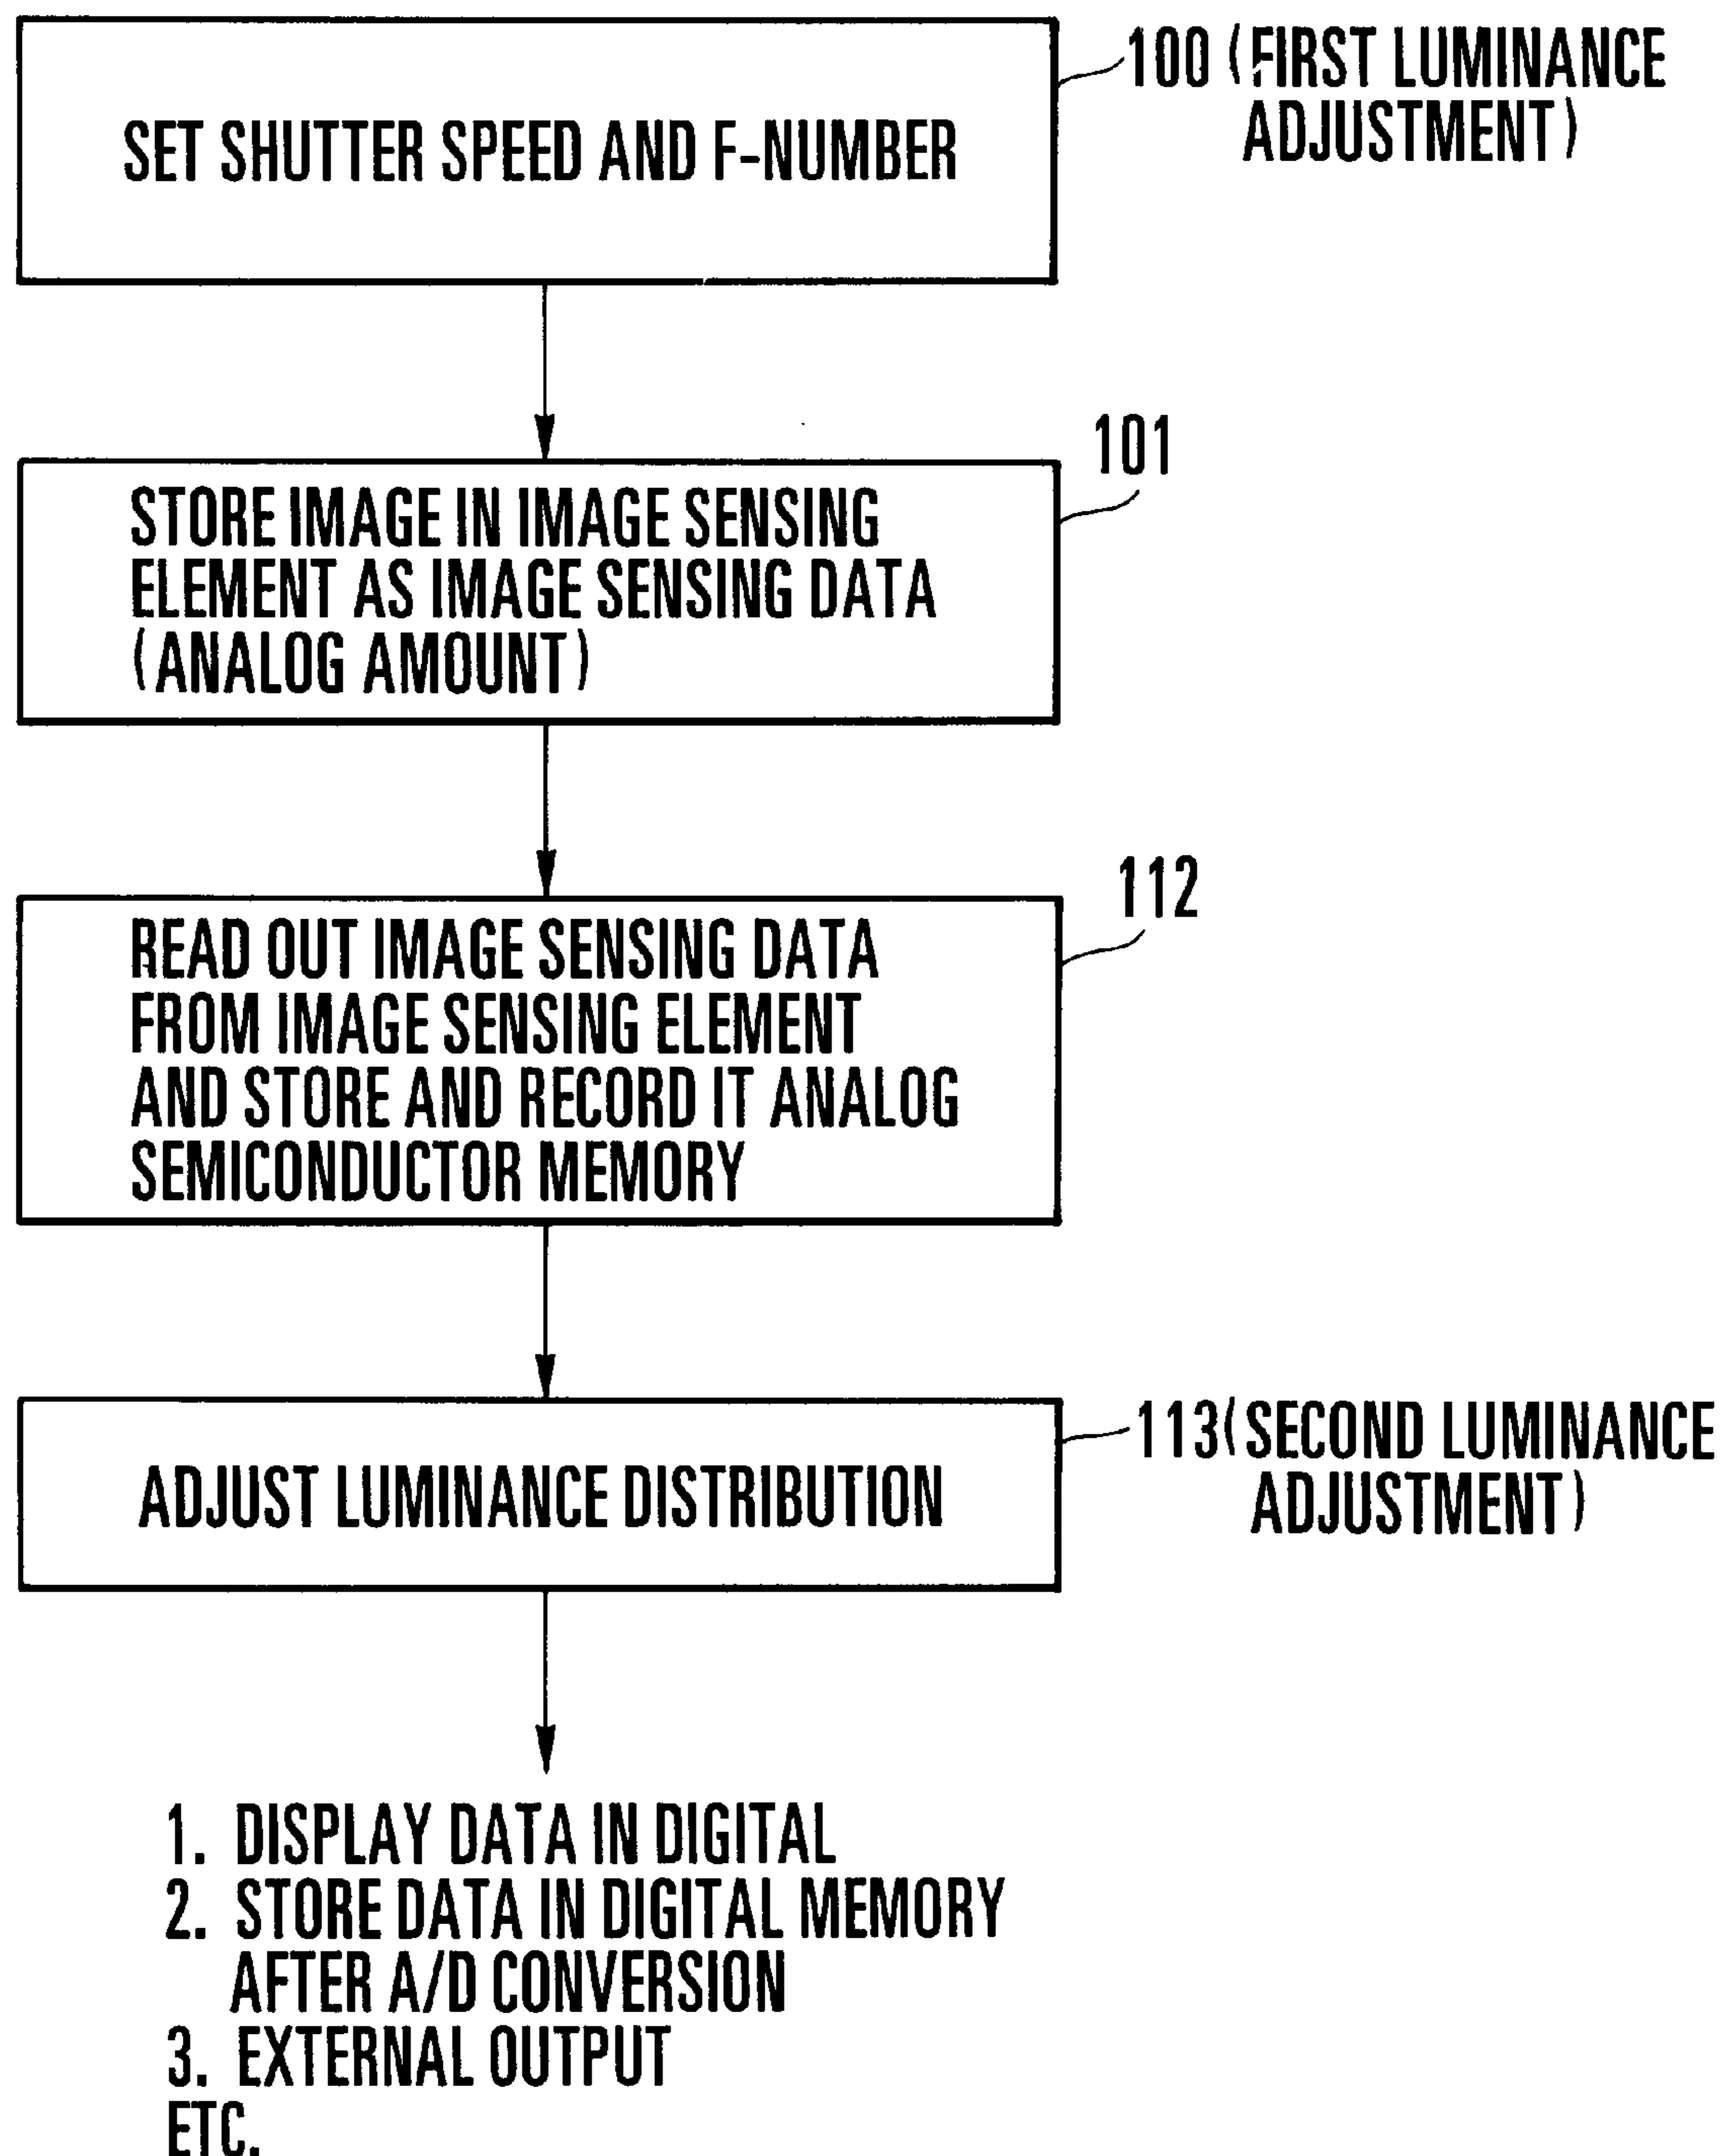 SET SHUTTER SPEED AND F-NUMBER
100 (FIRST LUMINANCE
ADJUSTMENT)
101
STORE IMAGE IN IMAGE SENSING
ELEMENT AS IMAGE SENSING DATA
(ANALOG AMOUNT)
112
READ OUT IMAGE SENSING DATA
FROM IMAGE SENSING ELEMENT
AND STORE AND RECORD IT ANALOG
SEMICONDUCTOR MEMORY
ADJUST LUMINANCE DISTRIBUTION
113(SECOND LUMINANCE
ADJUSTMENT)
1. DISPLAY DATA IN DIGITAL
2. STORE DATA IN DIGITAL MEMORY
AFTER A/D CONVERSION
3. EXTERNAL OUTPUT
ETC.